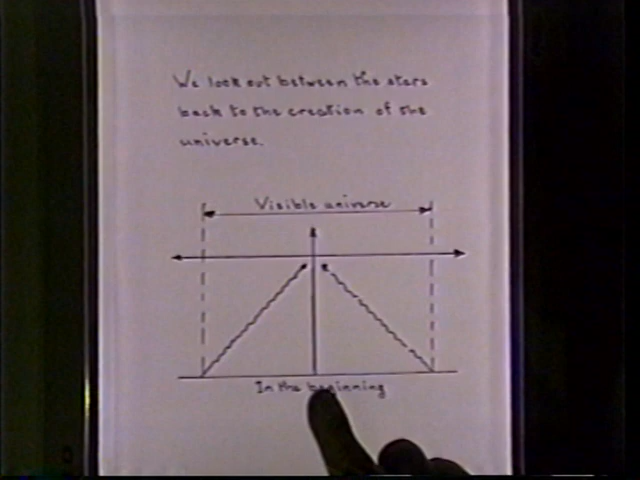 We look out between the stars
back to the creation of the
universe.
Visible universe
In the beginning